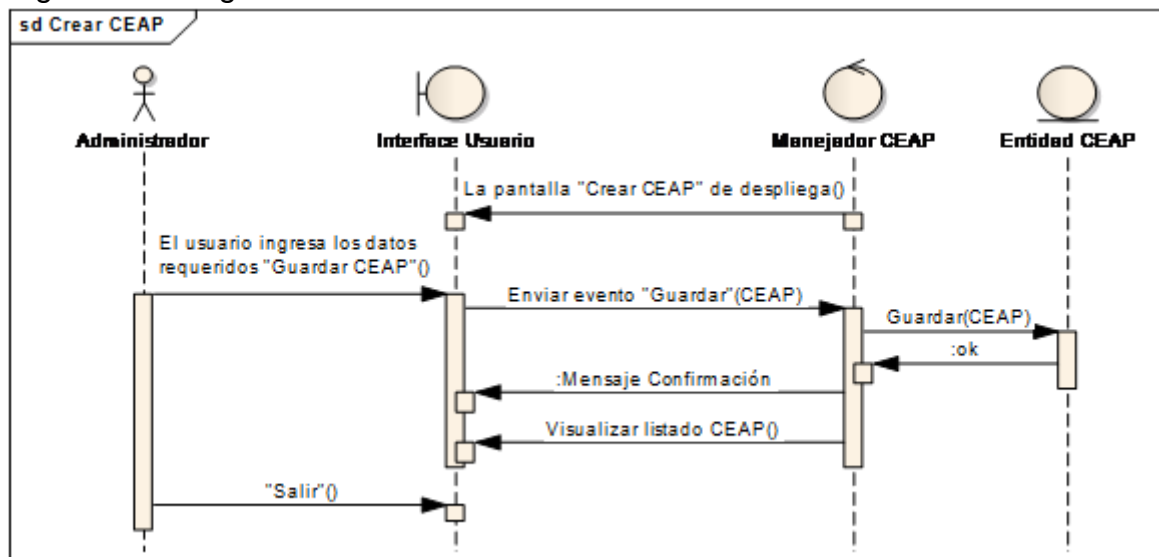 sd Crear CEAP
Administrador
Interface Usuario
Manejador CEAP
Entidad CEAP
La pantalla "Crear CEAP" de despliega()
El usuario ingresa los datos
requeridos "Guardar CEAP"()
Enviar evento "Guardar"(CEAP)
Guardar(CEAP)
:ok
:Mensaje Confirmación
Visualizar listado CEAP()
"Salir"()